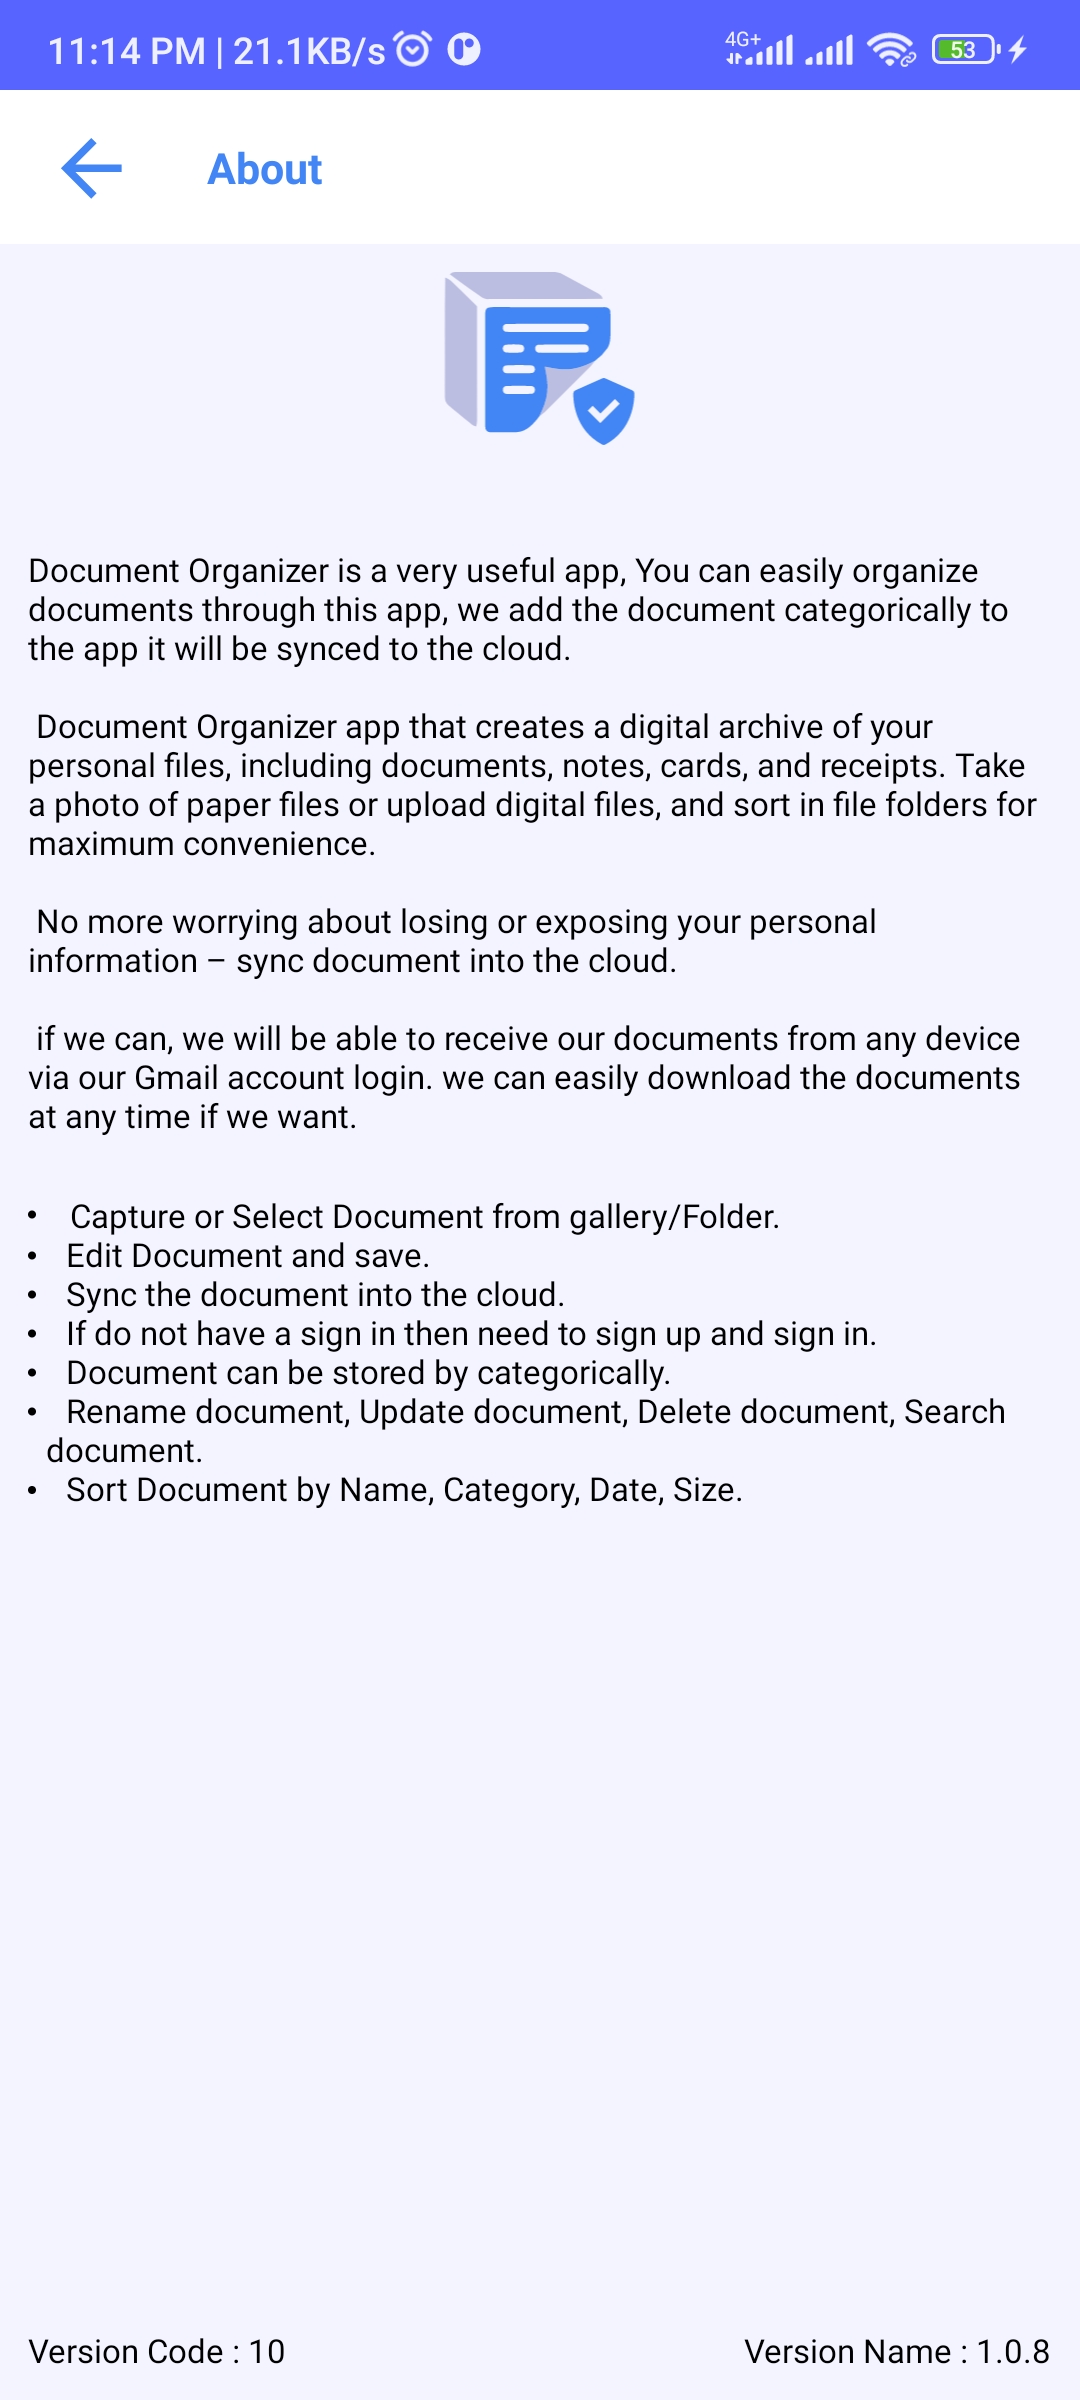 11:14 PM | 21.1KB/s 4G+ 53
About
Document Organizer is a very useful app, You can easily organize
documents through this app, we add the document categorically to
the app it will be synced to the cloud.
Document Organizer app that creates a digital archive of your
personal files, including documents, notes, cards, and receipts. Take
a photo of paper files or upload digital files, and sort in file folders for
maximum convenience.
No more worrying about losing or exposing your personal
information – sync document into the cloud.
if we can, we will be able to receive our documents from any device
via our Gmail account login. we can easily download the documents
at any time if we want.
• Capture or Select Document from gallery/Folder.
• Edit Document and save.
• Sync the document into the cloud.
• If do not have a sign in then need to sign up and sign in.
• Document can be stored by categorically.
• Rename document, Update document, Delete document, Search
document.
• Sort Document by Name, Category, Date, Size.
Version Code : 10 Version Name : 1.0.8